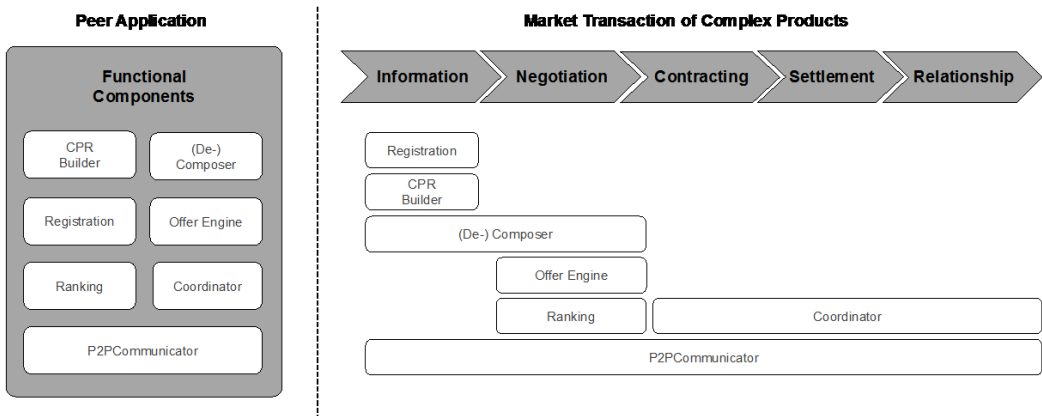 Peer Application
Functional
Components
CPR
Builder
(De-)
Composer
Registration
Offer Engine
Ranking
Coordinator
P2PCommunicator
Market Transaction of Complex Products
Information
Negotiation
Contracting
Settlement
Relationship
Registration
CPR
Builder
(De-) Composer
Offer Engine
Ranking
Coordinator
P2PCommunicator